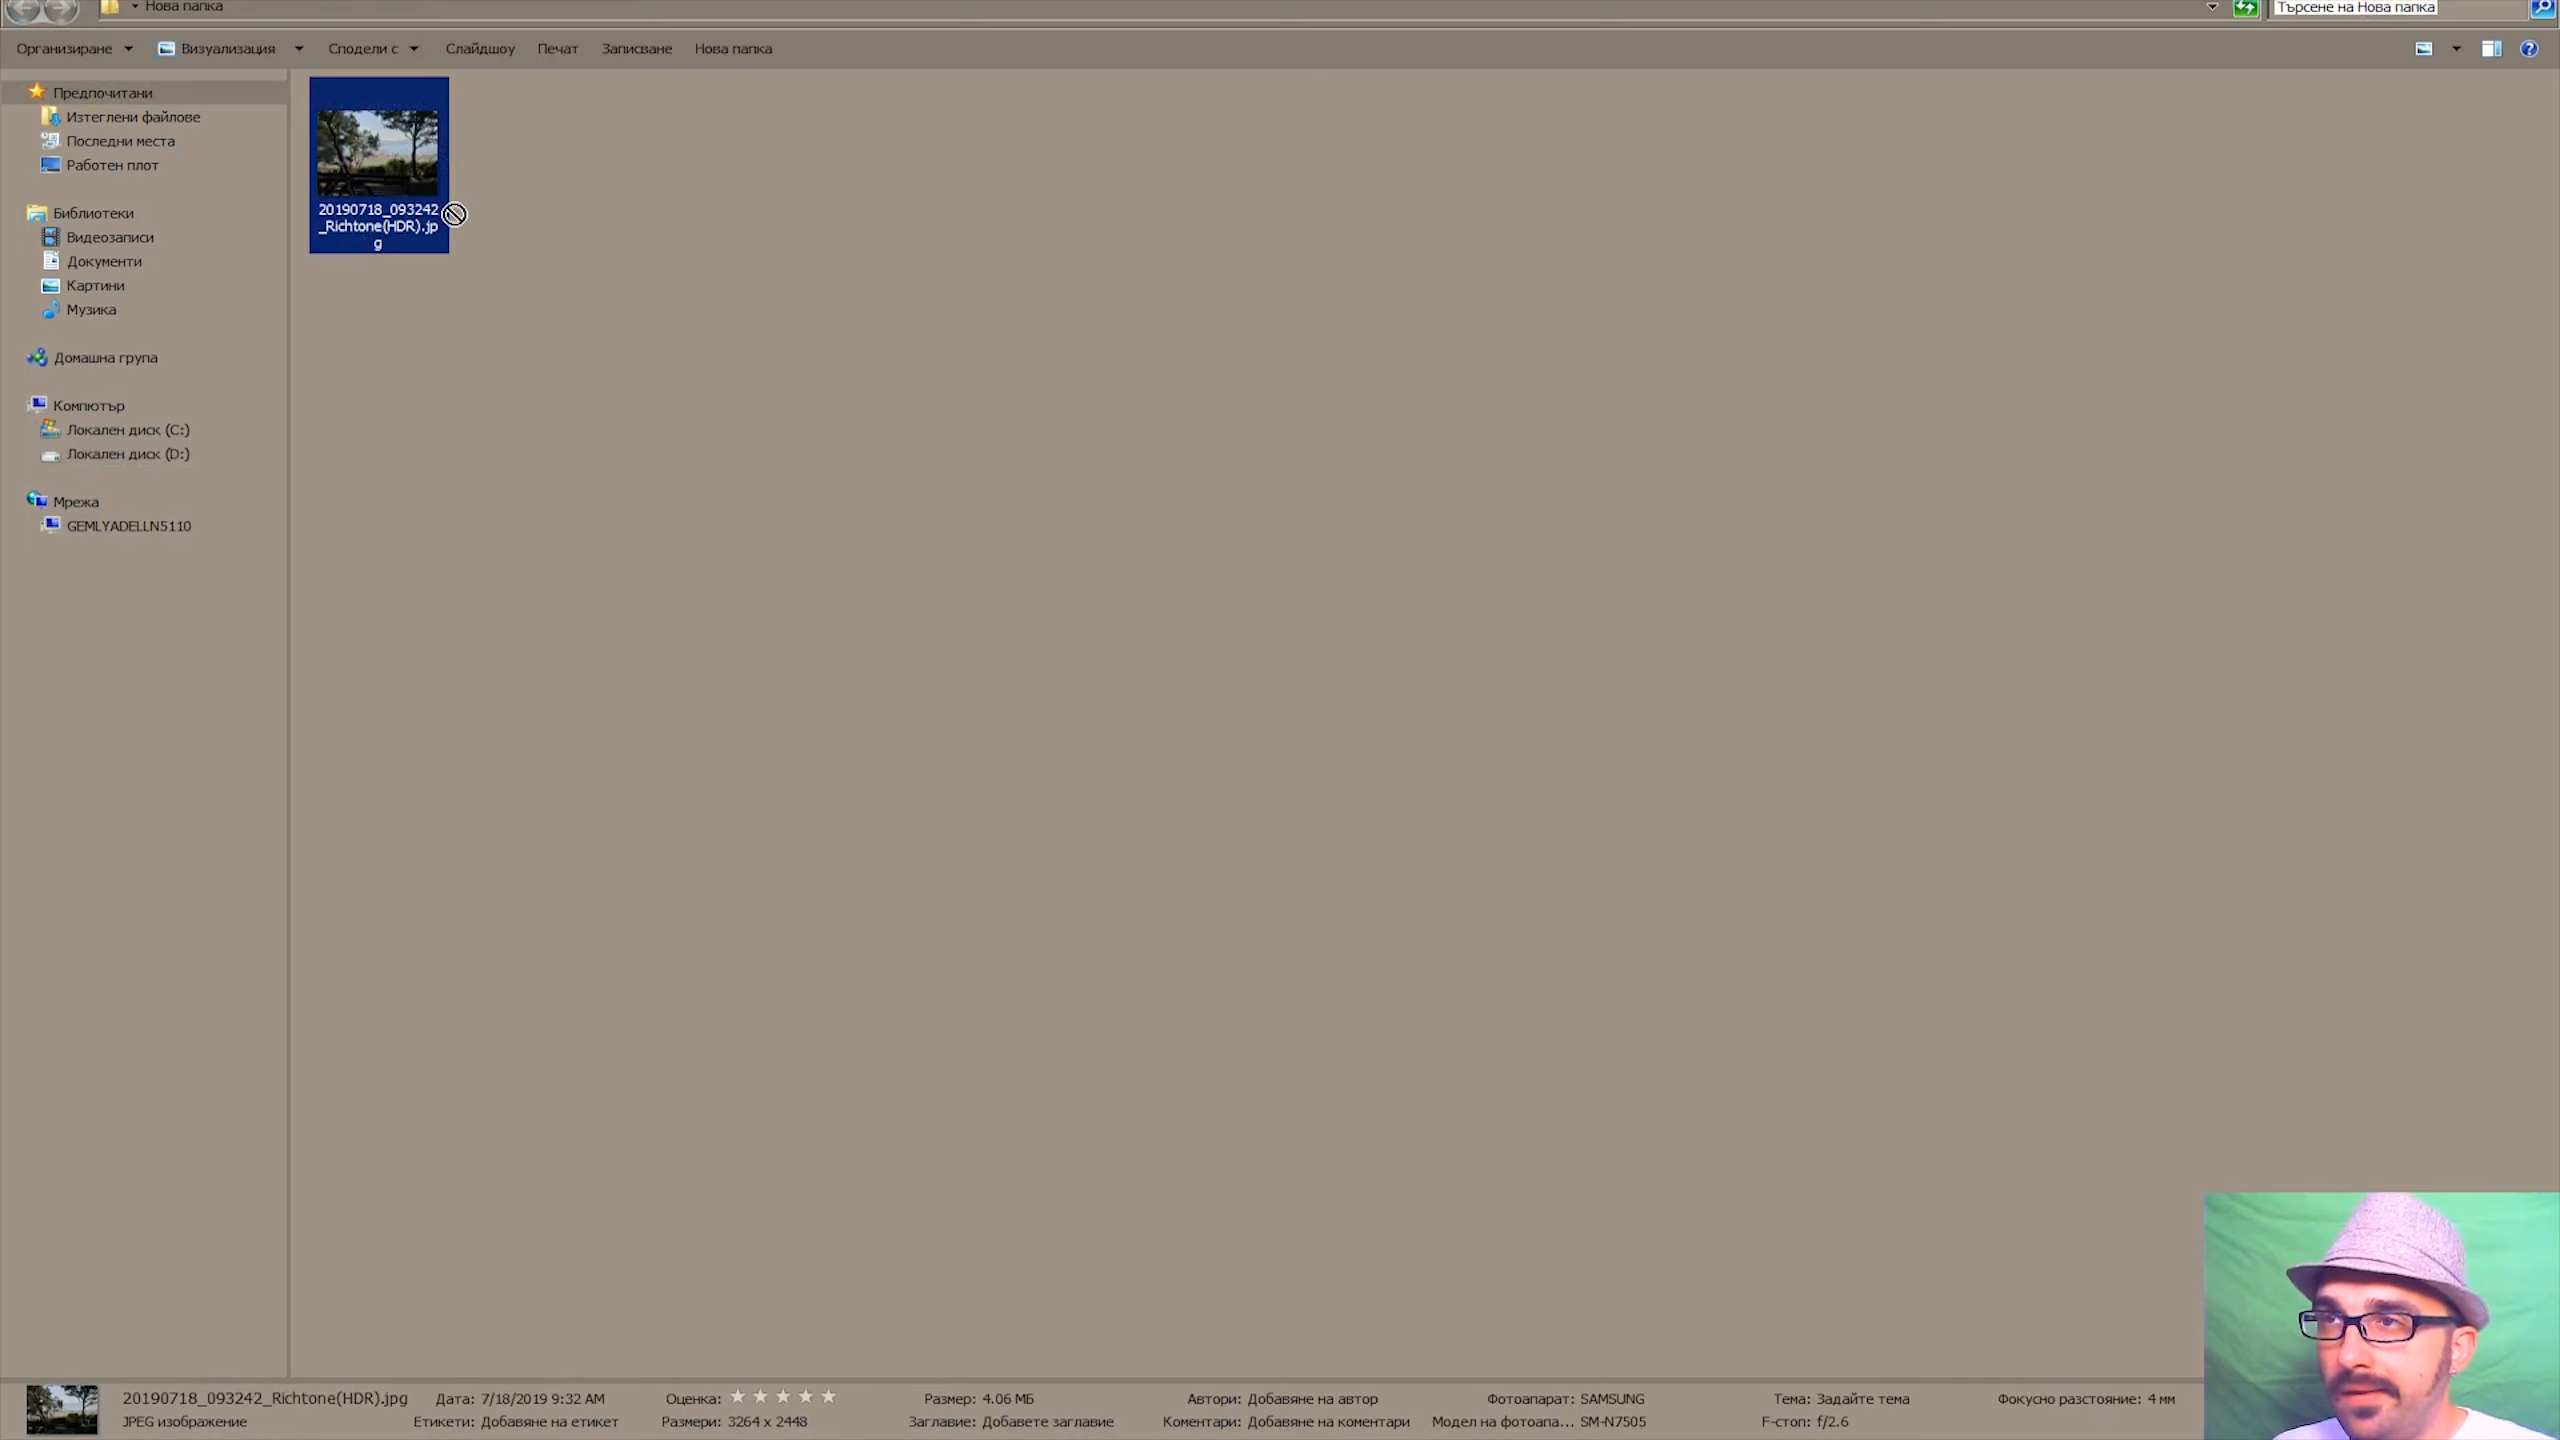 Нова папка
Търсене на Нова папка
Организиране Визуализация Сподели с Слайдшоу Печат Записване Нова папка
Предпочитани
Изтеглени файлове
Последни места
Работен плот
Библиотеки
Видеозаписи
Документи
Картини
Музика
Домашна група
Компютър
Локален диск (C:)
Локален диск (D:)
Мрежа
GEMLYADELLN5110
20190718_093242
_Richtone(HDR).jp
g
20190718_093242_Richtone(HDR).jpg Дата: 7/18/2019 9:32 AM Оценка: Размер: 4.06 МБ Автори: Добавяне на автор Фотоапарат: SAMSUNG Тема: Задайте тема Фокусно разстояние: 4 мм
JPEG изображение Етикети: Добавяне на етикет Размери: 3264 x 2448 Заглавие: Добавете заглавие Коментари: Добавяне на коментари Модел на фотоапа... SM-N7505 F-стоп: f/2.6